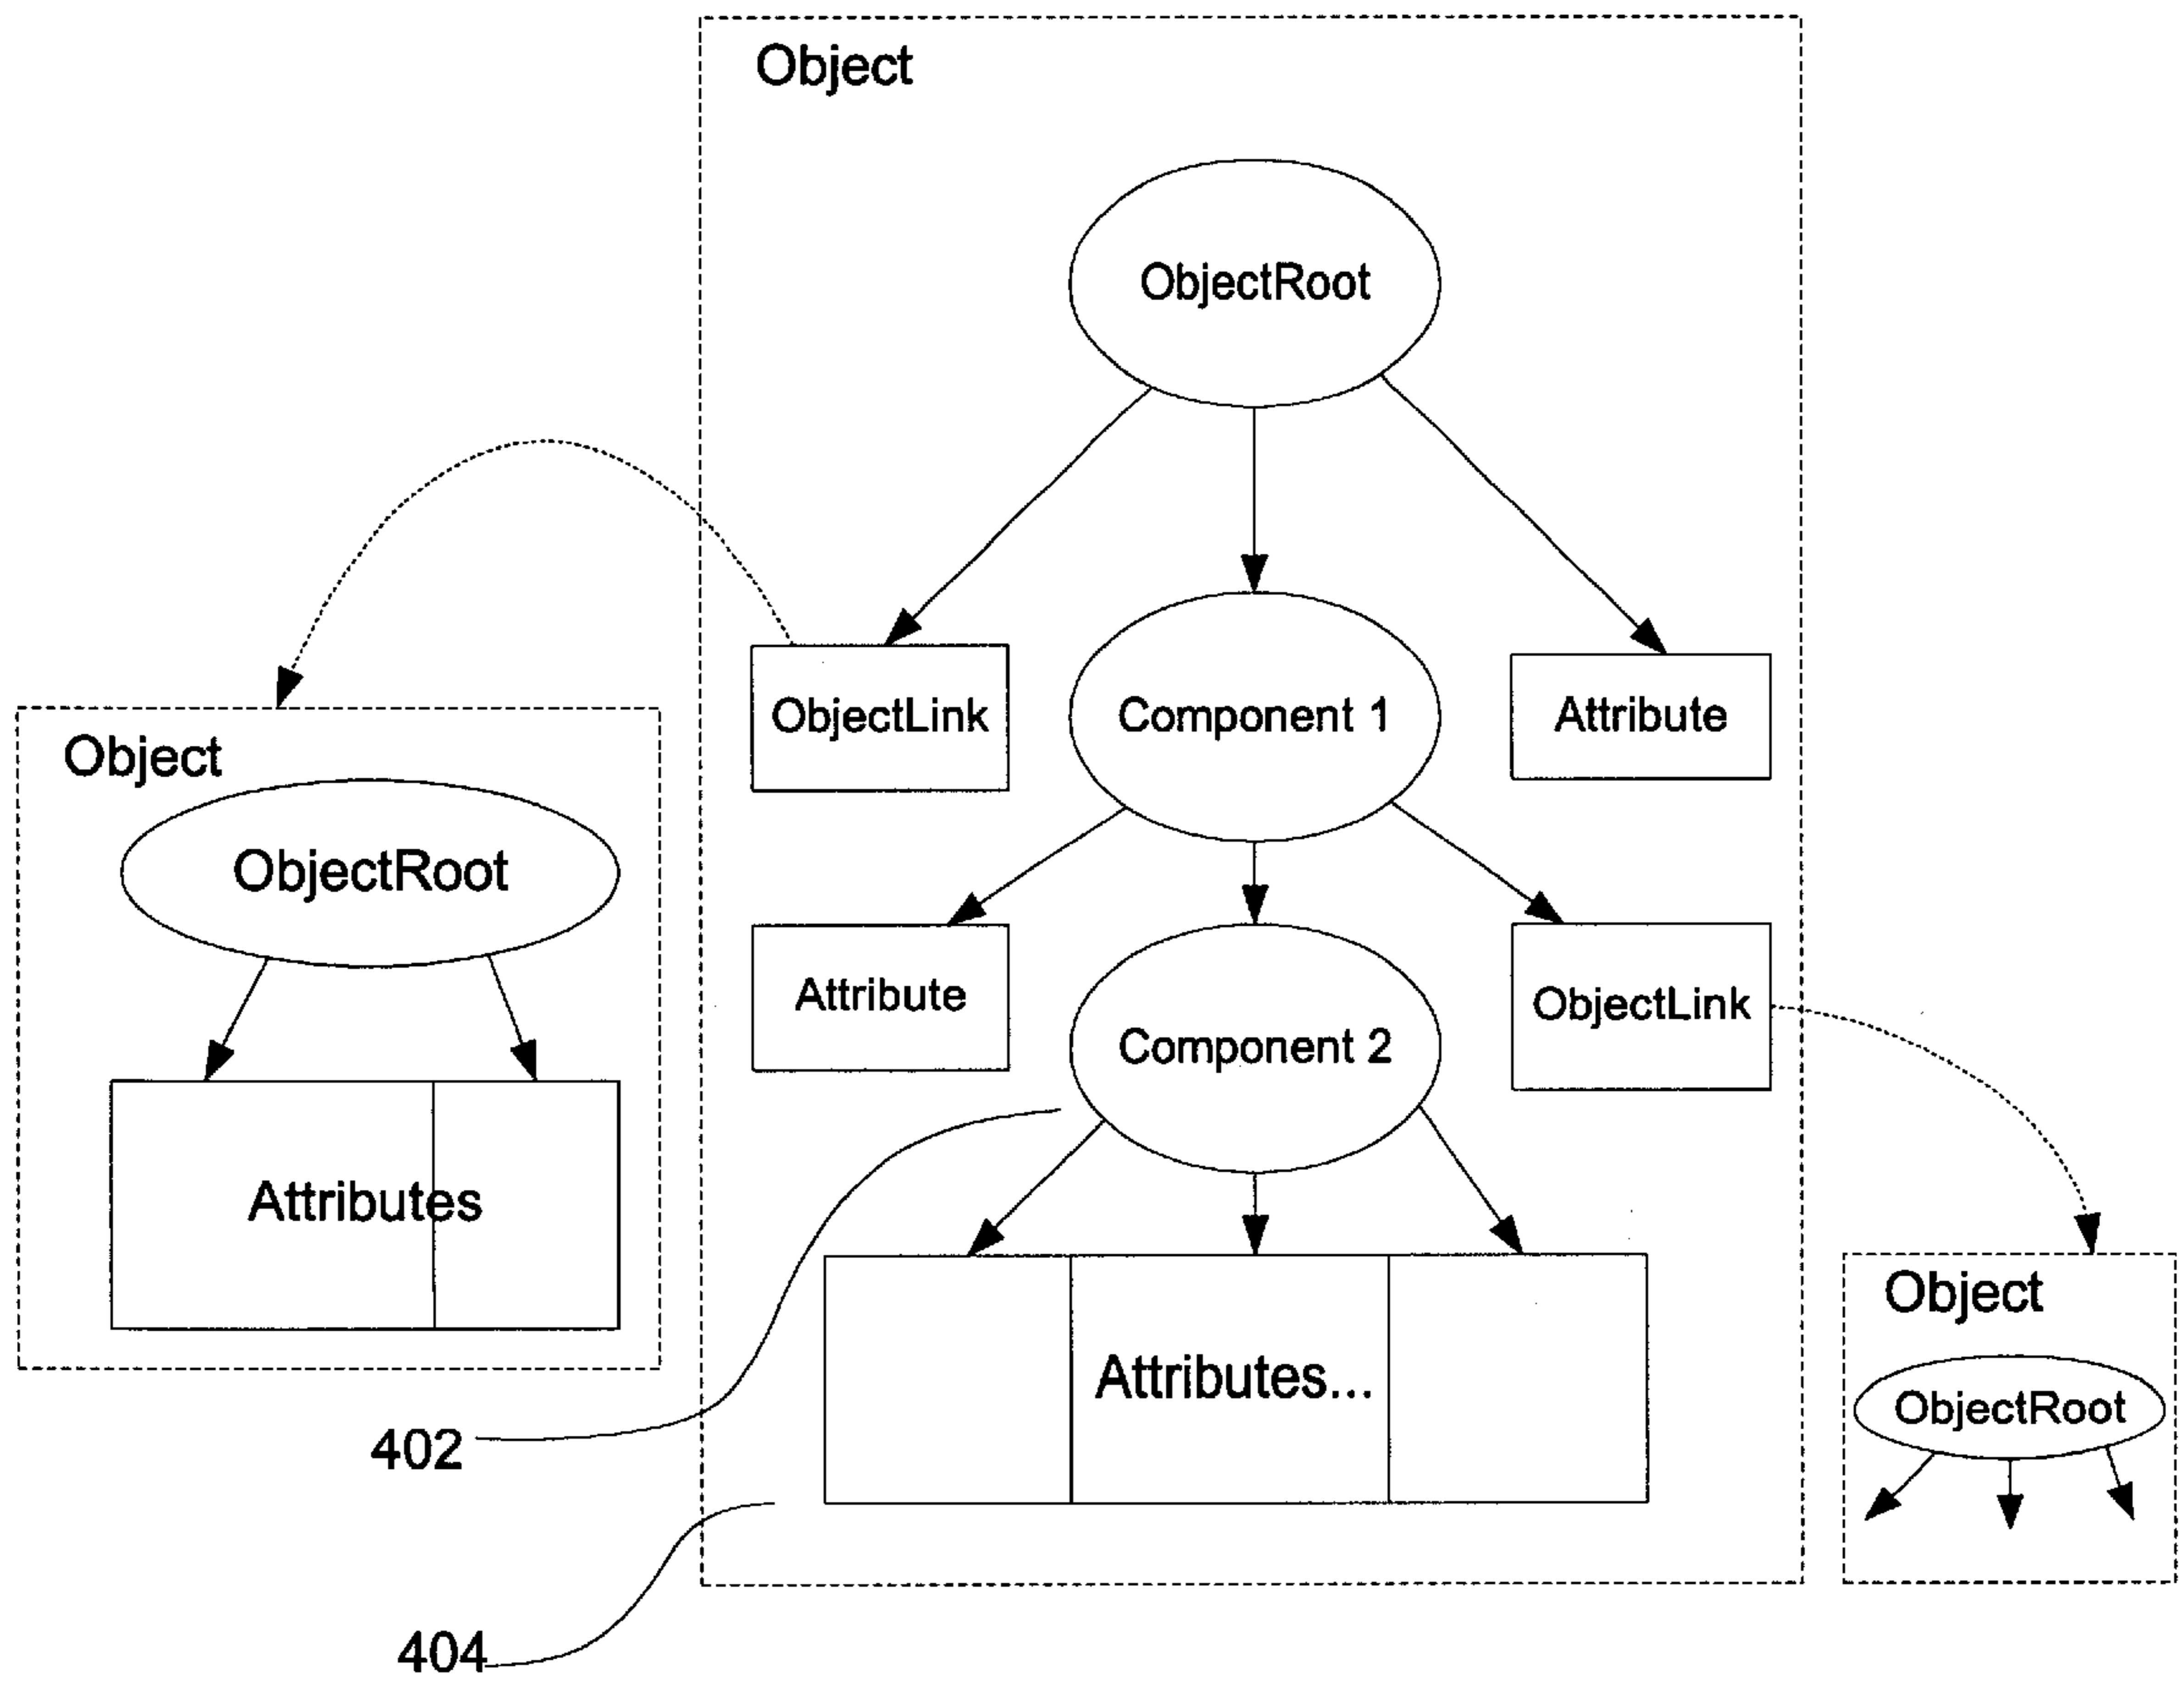 Object
ObjectRoot
ObjectLink
Component 1
Attribute
Object
ObjectRoot
Attribute
Component 2
ObjectLink
Attributes
Object
Attributes...
ObjectRoot
402
404